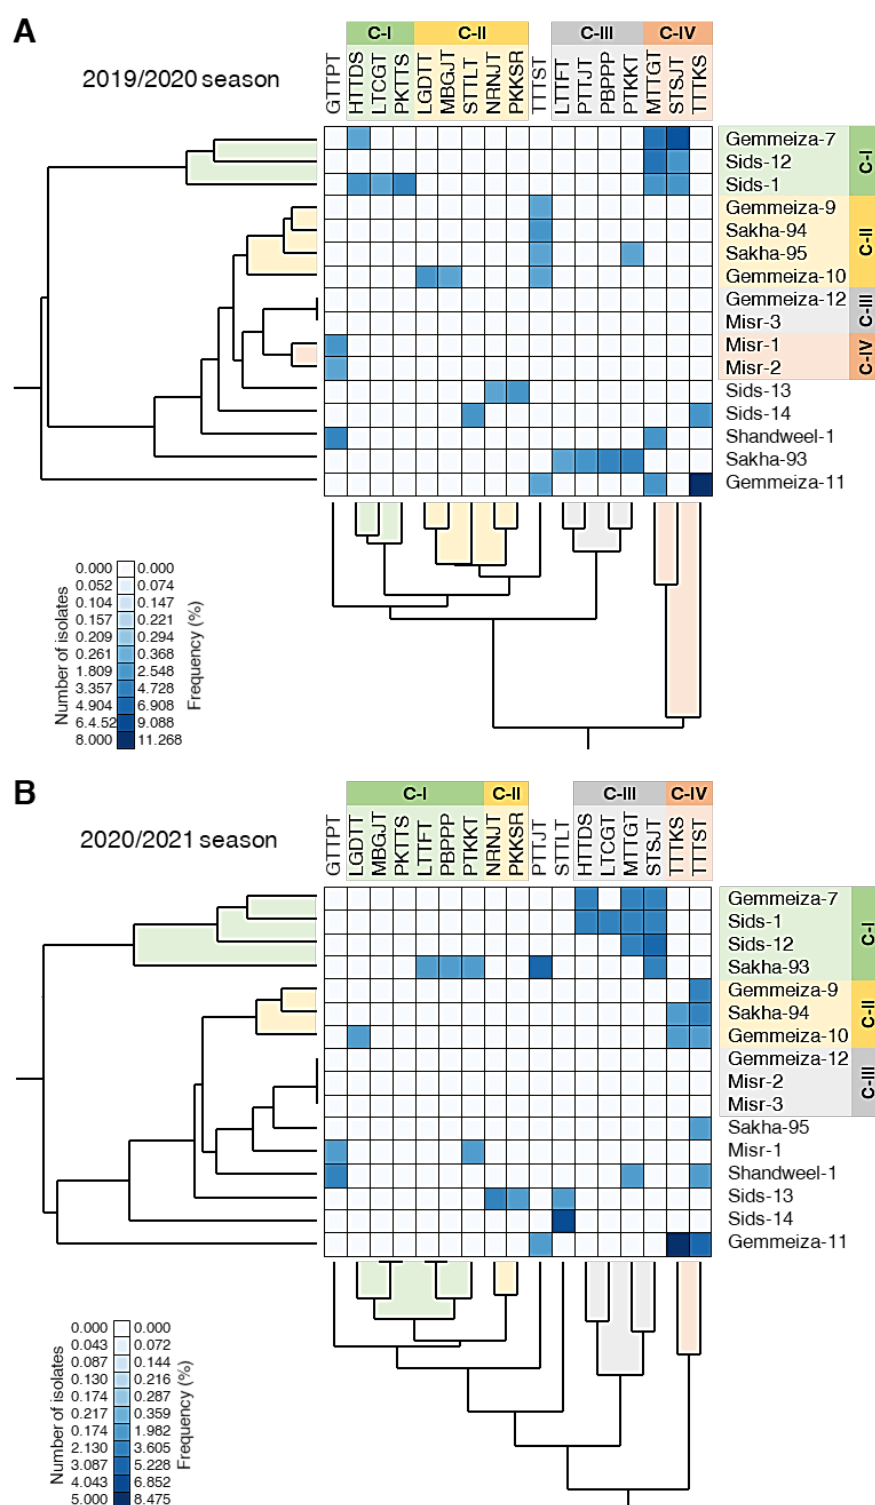 A
2019/2020 season
C-I C-II C-III C-IV
GTTPT HTTDS LTCGT PKTTS LGDTT MBGJT STTLT NRNJT PKKSR TTTST LTTFT PTTJT PBPPP PTKKT MTTGT STSJT TTTKS
Gemmeiza-7
Sids-12
Sids-1
C-I
Gemmeiza-9
Sakha-94
Sakha-95
Gemmeiza-10
C-II
Gemmeiza-12
Misr-3
C-III
Misr-1
Misr-2
C-IV
Sids-13
Sids-14
Shandweel-1
Sakha-93
Gemmeiza-11
Number of isolates
Frequency (%)
0.000 0.000
0.052 0.074
0.104 0.147
0.157 0.221
0.209 0.294
0.261 0.368
1.809 2.548
3.357 4.728
4.904 6.908
6.4.52 9.088
8.000 11.268
B
2020/2021 season
C-I C-II C-III C-IV
GTTPT LGDTT MBGJT PKTTS LTTFT PBPPP PTKKT NRNJT PKKSR PTTJT STTLT HTTDS LTCGT MTTGT STSJT TTTKS TTTST
Gemmeiza-7
Sids-1
Sids-12
Sakha-93
C-I
Gemmeiza-9
Sakha-94
Gemmeiza-10
C-II
Gemmeiza-12
Misr-2
Misr-3
C-III
Sakha-95
Misr-1
Shandweel-1
Sids-13
Sids-14
Gemmeiza-11
Number of isolates
Frequency (%)
0.000 0.000
0.043 0.072
0.087 0.144
0.130 0.216
0.174 0.287
0.217 0.359
0.174 1.982
2.130 3.605
3.087 5.228
4.043 6.852
5.000 8.475